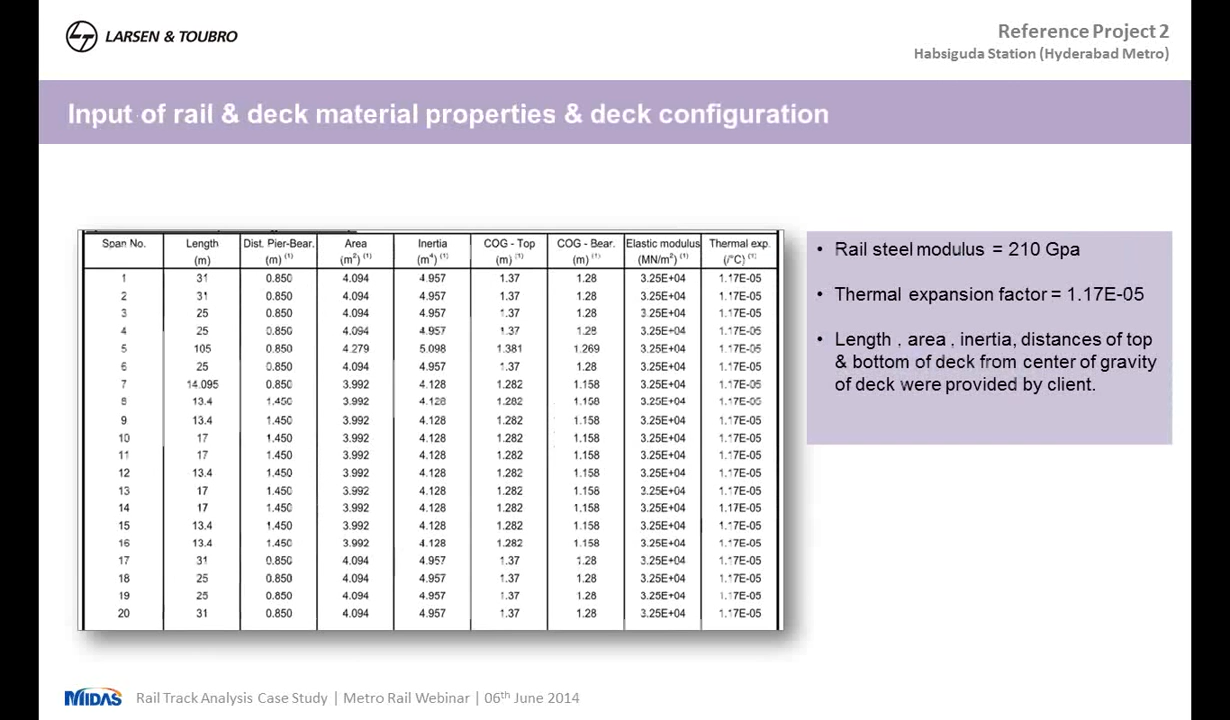 LARSEN & TOUBRO
Reference Project 2
Habsiguda Station (Hyderabad Metro)
Input of rail & deck material properties & deck configuration
Span No. Length Dist. Pier-Bear. Area Inertia COG - Top COG - Bear. Elastic modulus Thermal exp.
(m) (m) (1) (m²) (1) (m⁴) (1) (m) (1) (m) (1) (MN/m²) (1) (/°C) (1)
1 31 0.850 4.094 4.957 1.37 1.28 3.25E+04 1.17E-05
2 31 0.850 4.094 4.957 1.37 1.28 3.25E+04 1.17E-05
3 25 0.850 4.094 4.957 1.37 1.28 3.25E+04 1.17E-05
4 25 0.850 4.094 4.957 1.37 1.28 3.25E+04 1.17E-05
5 105 0.850 4.279 5.098 1.381 1.269 3.25E+04 1.17E-05
6 25 0.850 4.094 4.957 1.37 1.28 3.25E+04 1.17E-05
7 14.095 0.850 3.992 4.128 1.282 1.158 3.25E+04 1.17E-05
8 13.4 1.450 3.992 4.128 1.282 1.158 3.25E+04 1.17E-05
9 13.4 1.450 3.992 4.128 1.282 1.158 3.25E+04 1.17E-05
10 17 1.450 3.992 4.128 1.282 1.158 3.25E+04 1.17E-05
11 17 1.450 3.992 4.128 1.282 1.158 3.25E+04 1.17E-05
12 13.4 1.450 3.992 4.128 1.282 1.158 3.25E+04 1.17E-05
13 17 1.450 3.992 4.128 1.282 1.158 3.25E+04 1.17E-05
14 17 1.450 3.992 4.128 1.282 1.158 3.25E+04 1.17E-05
15 13.4 1.450 3.992 4.128 1.282 1.158 3.25E+04 1.17E-05
16 13.4 1.450 3.992 4.128 1.282 1.158 3.25E+04 1.17E-05
17 31 0.850 4.094 4.957 1.37 1.28 3.25E+04 1.17E-05
18 25 0.850 4.094 4.957 1.37 1.28 3.25E+04 1.17E-05
19 25 0.850 4.094 4.957 1.37 1.28 3.25E+04 1.17E-05
20 31 0.850 4.094 4.957 1.37 1.28 3.25E+04 1.17E-05
• Rail steel modulus = 210 Gpa
• Thermal expansion factor = 1.17E-05
• Length , area , inertia, distances of top
& bottom of deck from center of gravity
of deck were provided by client.
MIDAS Rail Track Analysis Case Study | Metro Rail Webinar | 06th June 2014